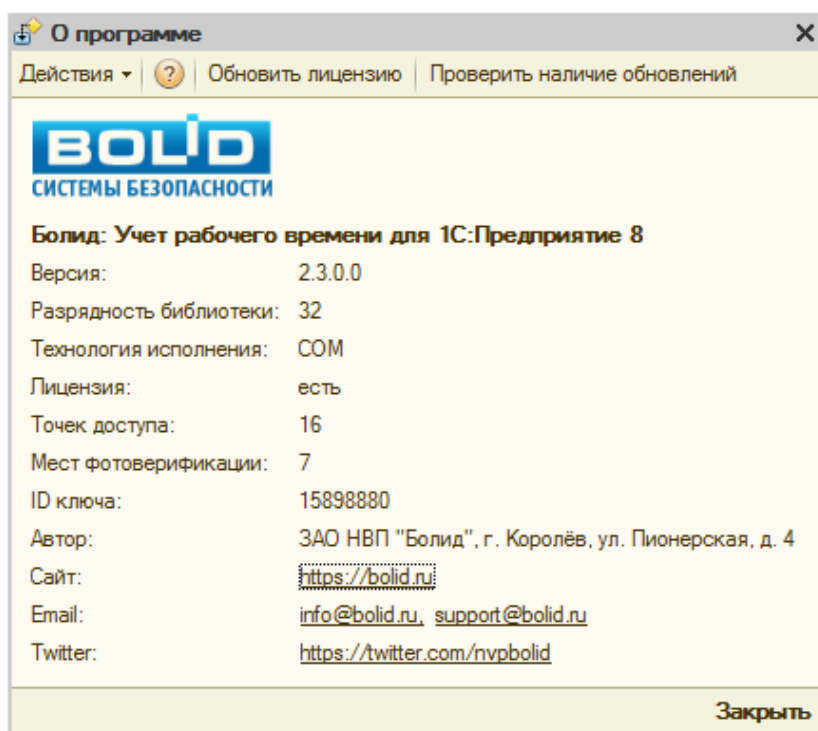 О программе
Действия Обновить лицензию Проверить наличие обновлений
BOLID
СИСТЕМЫ БЕЗОПАСНОСТИ
Болид: Учет рабочего времени для 1С:Предприятие 8
Версия: 2.3.0.0
Разрядность библиотеки: 32
Технология исполнения: COM
Лицензия: есть
Точек доступа: 16
Мест фотоверификации: 7
ID ключа: 15898880
Автор: ЗАО НВП "Болид", г. Королёв, ул. Пионерская, д. 4
Сайт: https://bolid.ru
Email: info@bolid.ru, support@bolid.ru
Twitter: https://twitter.com/nvpbolid
Закрыть